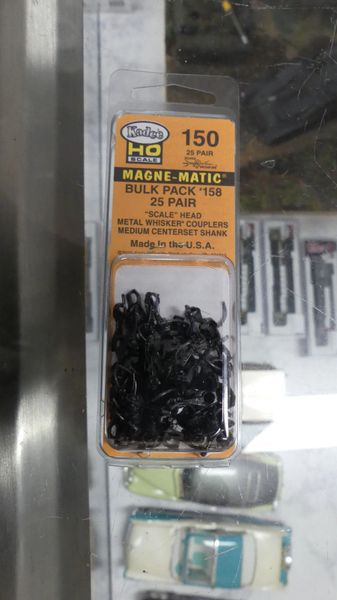 Kadee
HO
SCALE
150
25 PAIR
MAGNE-MATIC®
BULK PACK '158
25 PAIR
"SCALE" HEAD
METAL WHISKER® COUPLERS
MEDIUM CENTERSET SHANK
Made in the U.S.A.